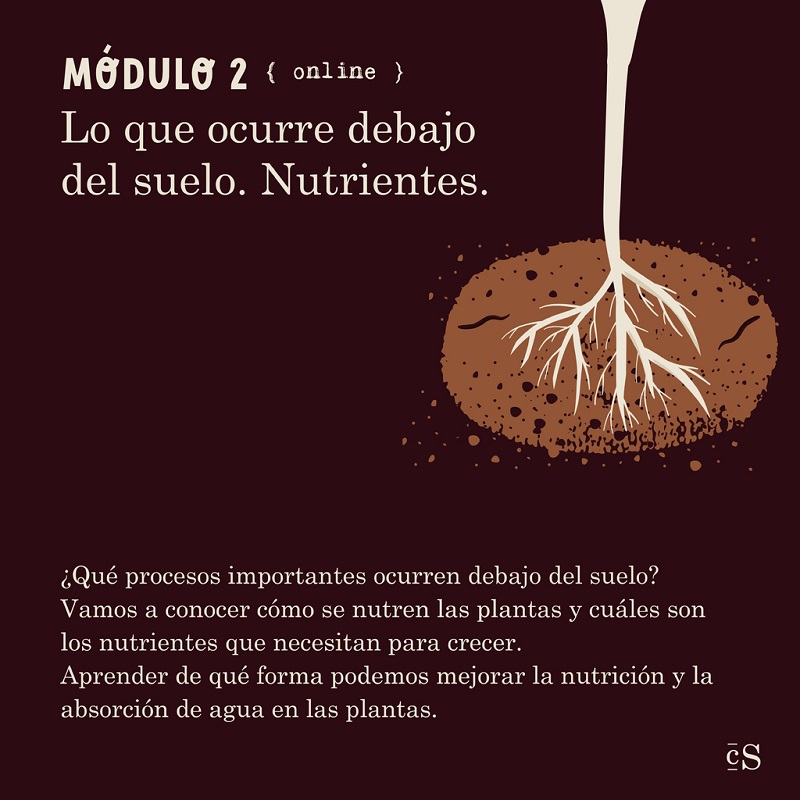 MÓDULO 2 { online }
Lo que ocurre debajo
del suelo. Nutrientes.
¿Qué procesos importantes ocurren debajo del suelo?
Vamos a conocer cómo se nutren las plantas y cuáles son
los nutrientes que necesitan para crecer.
Aprender de qué forma podemos mejorar la nutrición y la
absorción de agua en las plantas.
cS